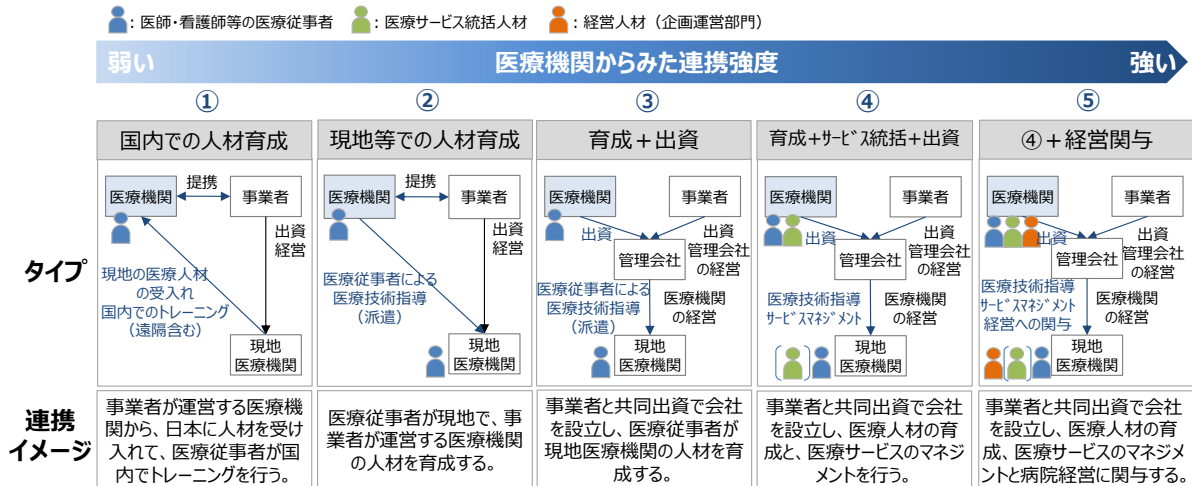 ：医師・看護師等の医療従事者
：医療サービス統括人材
：経営人材（企画運営部門）
弱い
医療機関からみた連携強度
強い
①
②
③
④
⑤
国内での人材育成
現地等での人材育成
育成＋出資
育成+ｻｰﾋﾞｽ統括+出資
④＋経営関与
タイプ
医療機関
提携
事業者
出資
経営
現地の医療人材
の受入れ
国内でのトレーニング
（遠隔含む）
現地
医療機関
医療機関
提携
事業者
出資
経営
医療従事者による
医療技術指導
（派遣）
現地
医療機関
医療機関
事業者
出資
出資
管理会社
の経営
管理会社
医療従事者による
医療技術指導
（派遣）
医療機関
の経営
現地
医療機関
医療機関
事業者
出資
出資
管理会社
の経営
管理会社
医療技術指導
ｻｰﾋﾞｽﾏﾈｼﾞﾒﾝﾄ
医療機関
の経営
現地
医療機関
医療機関
事業者
出資
出資
管理会社
の経営
管理会社
医療技術指導
ｻｰﾋﾞｽﾏﾈｼﾞﾒﾝﾄ
経営への関与
医療機関
の経営
現地
医療機関
連携
イメージ
事業者が運営する医療機
関から、日本に人材を受け
入れて、医療従事者が国
内でトレーニングを行う。
医療従事者が現地で、事
業者が運営する医療機関
の人材を育成する。
事業者と共同出資で会社
を設立し、医療従事者が
現地医療機関の人材を育
成する。
事業者と共同出資で会社
を設立し、医療人材の育
成と、医療サービスのマネジ
メントを行う。
事業者と共同出資で会社
を設立し、医療人材の育
成、医療サービスのマネジメ
ントと病院経営に関与する。